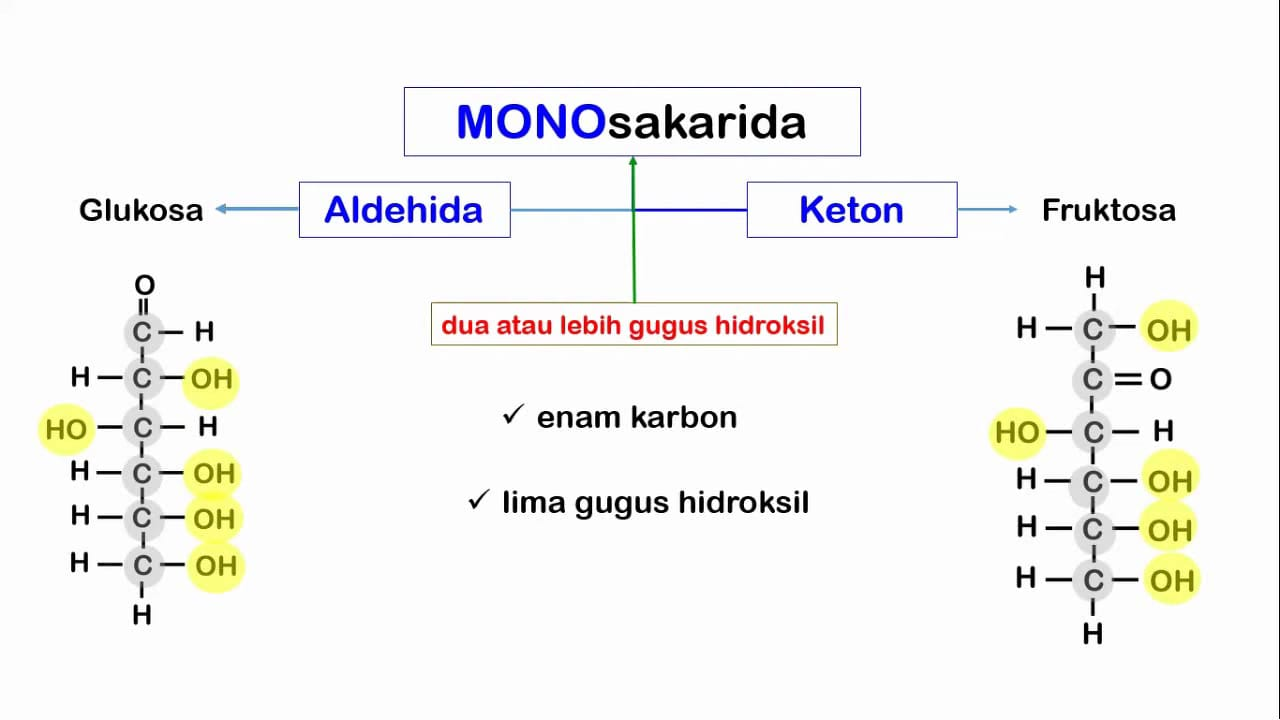 MONOsakarida
Glukosa
Aldehida
Keton
Fruktosa
dua atau lebih gugus hidroksil
✓ enam karbon
✓ lima gugus hidroksil
O
C H
H C OH
HO C H
H C OH
H C OH
H C OH
H
H
H C OH
C = O
HO C H
H C OH
H C OH
H C OH
H